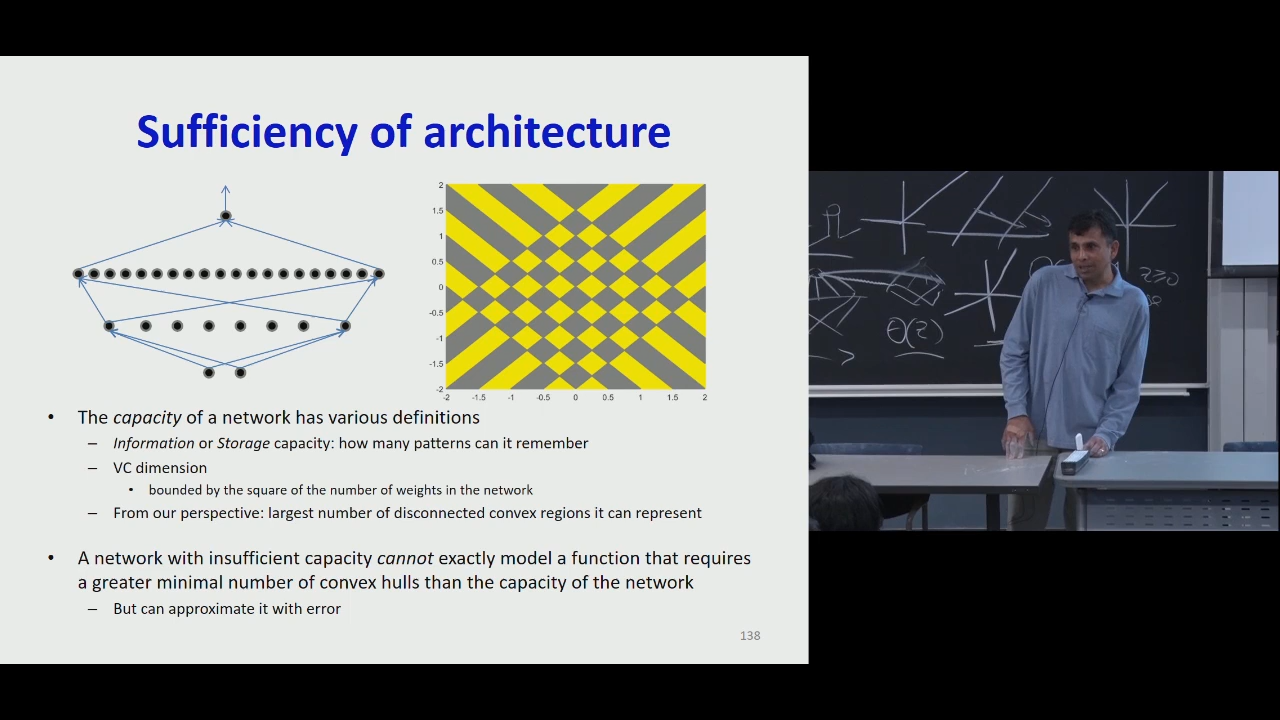 Sufficiency of architecture
2
1.5
1
0.5
0
-0.5
-1
-1.5
-2
-2 -1.5 -1 -0.5 0 0.5 1 1.5 2
• The capacity of a network has various definitions
– Information or Storage capacity: how many patterns can it remember
– VC dimension
• bounded by the square of the number of weights in the network
– From our perspective: largest number of disconnected convex regions it can represent
• A network with insufficient capacity cannot exactly model a function that requires
a greater minimal number of convex hulls than the capacity of the network
– But can approximate it with error
138